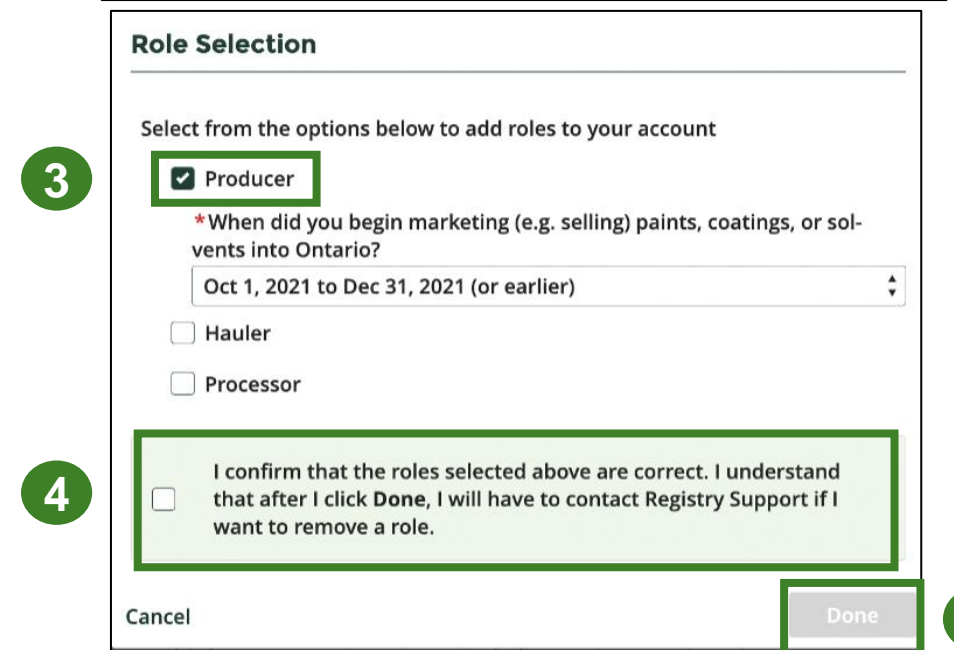 Role Selection
Select from the options below to add roles to your account
3
Producer
*When did you begin marketing (e.g. selling) paints, coatings, or sol-
vents into Ontario?
Oct 1, 2021 to Dec 31, 2021 (or earlier)
Hauler
Processor
4
I confirm that the roles selected above are correct. I understand
that after I click Done, I will have to contact Registry Support if I
want to remove a role.
Cancel
Done